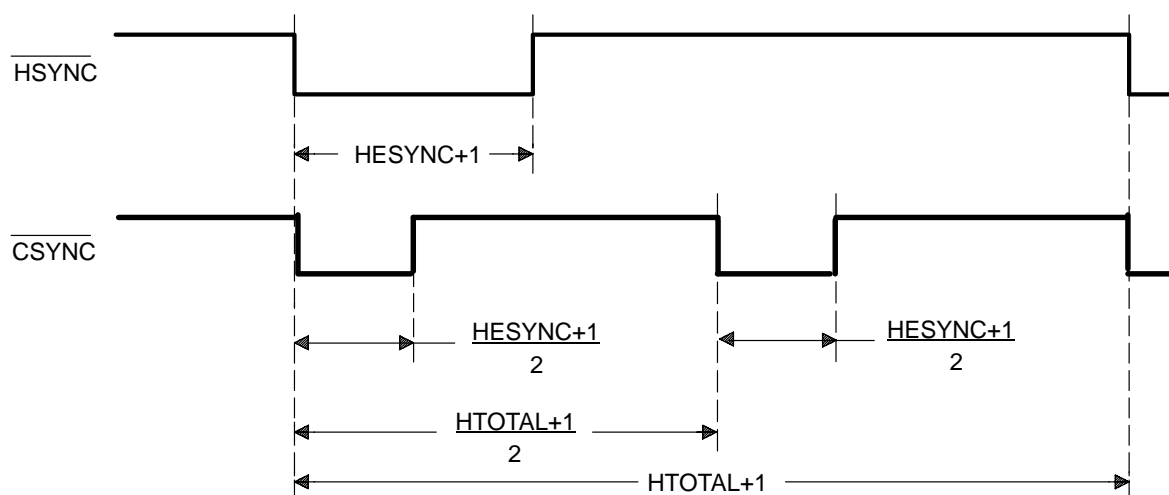 HSYNC
HESYNC+1
CSYNC
HESYNC+1
2
HESYNC+1
2
HTOTAL+1
2
HTOTAL+1